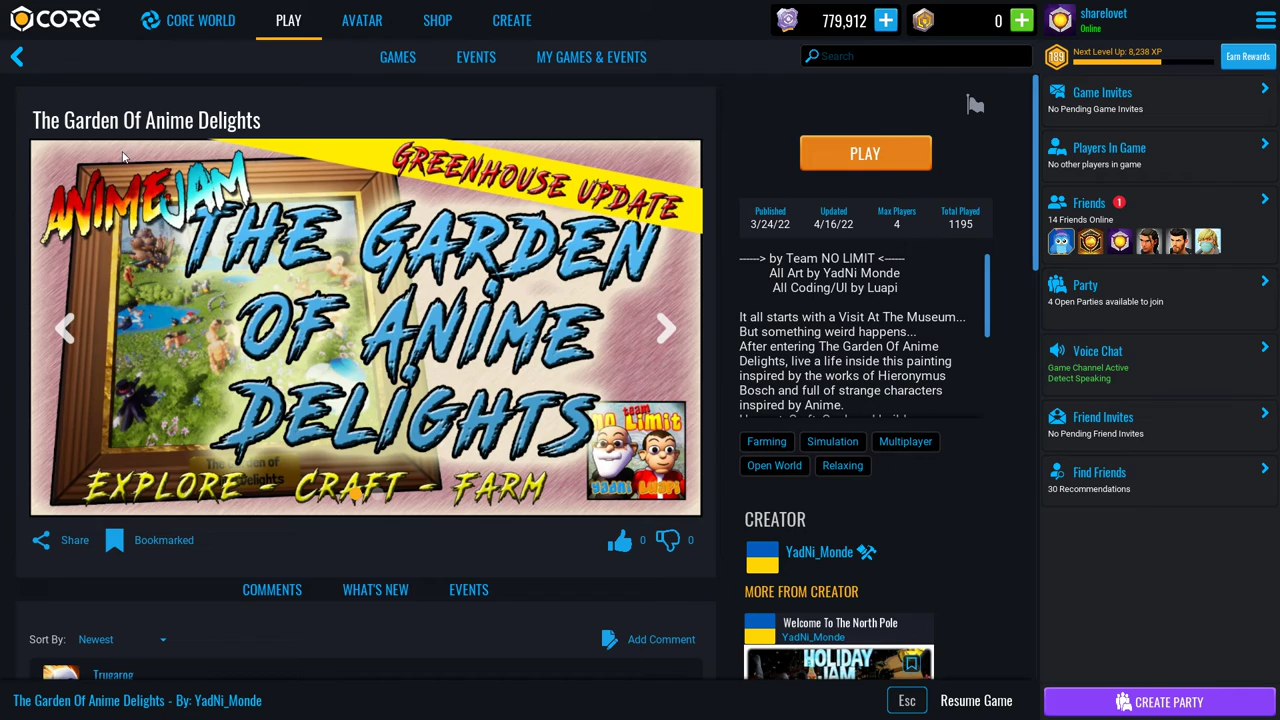 CORE
CORE WORLD
PLAY
AVATAR
SHOP
CREATE
779,912
0
sharelovet
Online
GAMES
EVENTS
MY GAMES & EVENTS
Search
189
Next Level Up: 8,238 XP
Earn Rewards
The Garden Of Anime Delights
GREENHOUSE UPDATE
ANIMEJAM
THE GARDEN
OF ANIME
DELIGHTS
EXPLORE - CRAFT - FARM
team
NO LIMIT
YADNI LUAPI
Share
Bookmarked
0
0
COMMENTS
WHAT'S NEW
EVENTS
Sort By:
Newest
Add Comment
Trugarog
PLAY
Published
3/24/22
Updated
4/16/22
Max Players
4
Total Played
1195
------> by Team NO LIMIT <------
All Art by YadNi Monde
All Coding/UI by Luapi
It all starts with a Visit At The Museum...
But something weird happens...
After entering The Garden Of Anime
Delights, live a life inside this painting
inspired by the works of Hieronymus
Bosch and full of strange characters
inspired by Anime.
Farming
Simulation
Multiplayer
Open World
Relaxing
CREATOR
YadNi_Monde
MORE FROM CREATOR
Welcome To The North Pole
YadNi_Monde
HOLIDAY
JAM
Game Invites
No Pending Game Invites
Players In Game
No other players in game
Friends
1
14 Friends Online
Party
4 Open Parties available to join
Voice Chat
Game Channel Active
Detect Speaking
Friend Invites
No Pending Friend Invites
Find Friends
30 Recommendations
The Garden Of Anime Delights - By: YadNi_Monde
Esc
Resume Game
CREATE PARTY